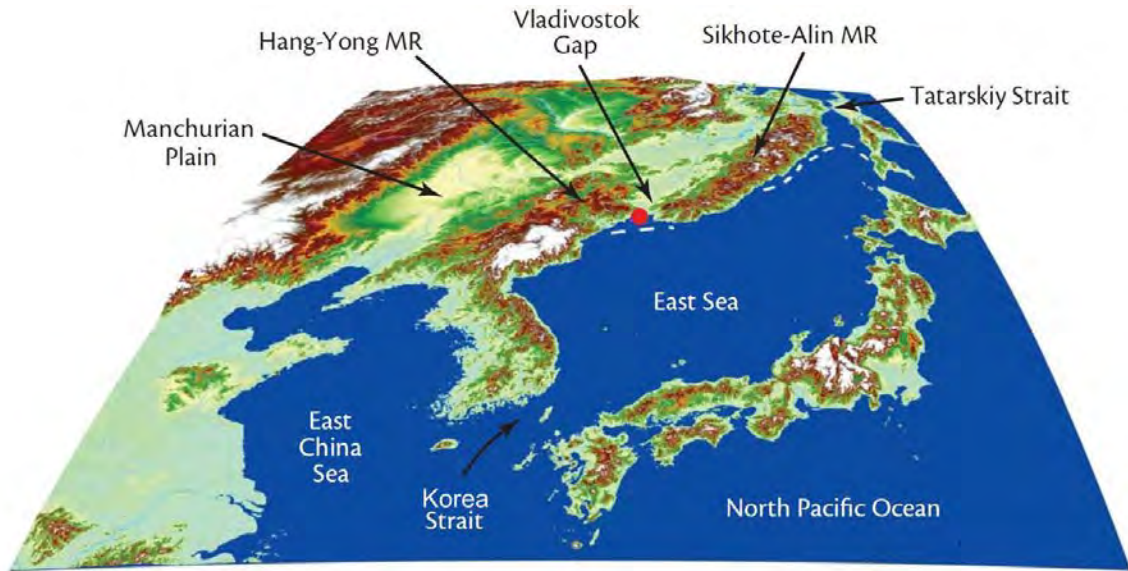 Vladivostok
Gap
Hang-Yong MR
Sikhote-Alin MR
Tatarskiy Strait
Manchurian
Plain
East Sea
East
China
Sea
Korea
Strait
North Pacific Ocean